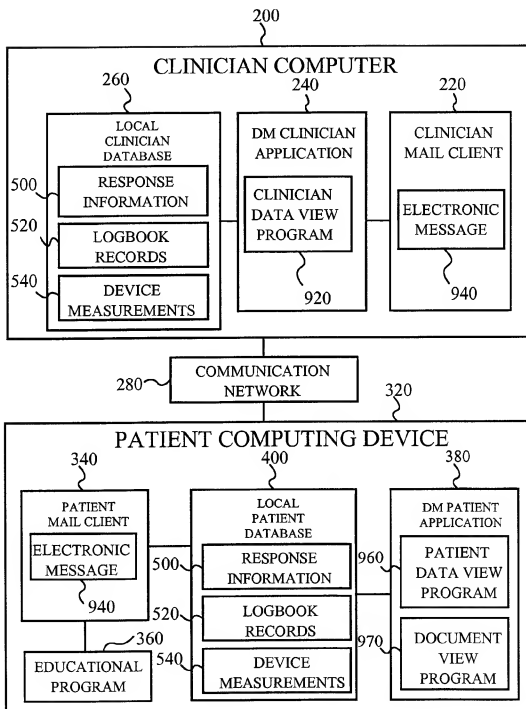 200
CLINICIAN COMPUTER
260
240
220
LOCAL
CLINICIAN
DATABASE
500
RESPONSE
INFORMATION
520
LOGBOOK
RECORDS
540
DEVICE
MEASUREMENTS
DM CLINICIAN
APPLICATION
CLINICIAN
DATA VIEW
PROGRAM
920
CLINICIAN
MAIL CLIENT
ELECTRONIC
MESSAGE
940
280
COMMUNICATION
NETWORK
320
PATIENT COMPUTING DEVICE
340
400
380
PATIENT
MAIL CLIENT
ELECTRONIC
MESSAGE
940
360
EDUCATIONAL
PROGRAM
LOCAL
PATIENT
DATABASE
500
RESPONSE
INFORMATION
520
LOGBOOK
RECORDS
540
DEVICE
MEASUREMENTS
DM PATIENT
APPLICATION
960
PATIENT
DATA VIEW
PROGRAM
970
DOCUMENT
VIEW
PROGRAM